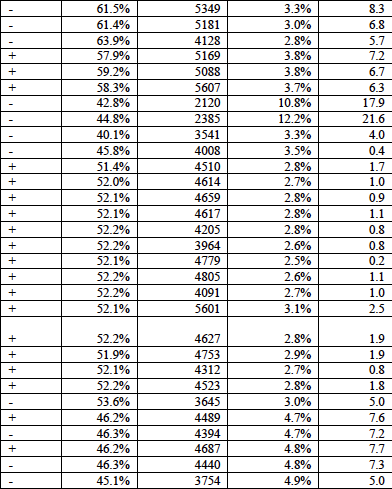 - 61.5% 5349 3.3% 8.3
- 61.4% 5181 3.0% 6.8
- 63.9% 4128 2.8% 5.7
+ 57.9% 5169 3.8% 7.2
+ 59.2% 5088 3.8% 6.7
+ 58.3% 5607 3.7% 6.3
- 42.8% 2120 10.8% 17.9
- 44.8% 2385 12.2% 21.6
- 40.1% 3541 3.3% 4.0
- 45.8% 4008 3.5% 0.4
+ 51.4% 4510 2.8% 1.7
+ 52.0% 4614 2.7% 1.0
+ 52.1% 4659 2.8% 0.9
+ 52.1% 4617 2.8% 1.1
+ 52.2% 4205 2.8% 0.8
+ 52.2% 3964 2.6% 0.8
+ 52.1% 4779 2.5% 0.2
+ 52.2% 4805 2.6% 1.1
+ 52.2% 4091 2.7% 1.0
+ 52.1% 5601 3.1% 2.5
+ 52.2% 4627 2.8% 1.9
+ 51.9% 4753 2.9% 1.9
+ 52.1% 4312 2.7% 0.8
+ 52.2% 4523 2.8% 1.8
- 53.6% 3645 3.0% 5.0
+ 46.2% 4489 4.7% 7.6
- 46.3% 4394 4.7% 7.2
+ 46.2% 4687 4.8% 7.7
- 46.3% 4440 4.8% 7.3
- 45.1% 3754 4.9% 5.0